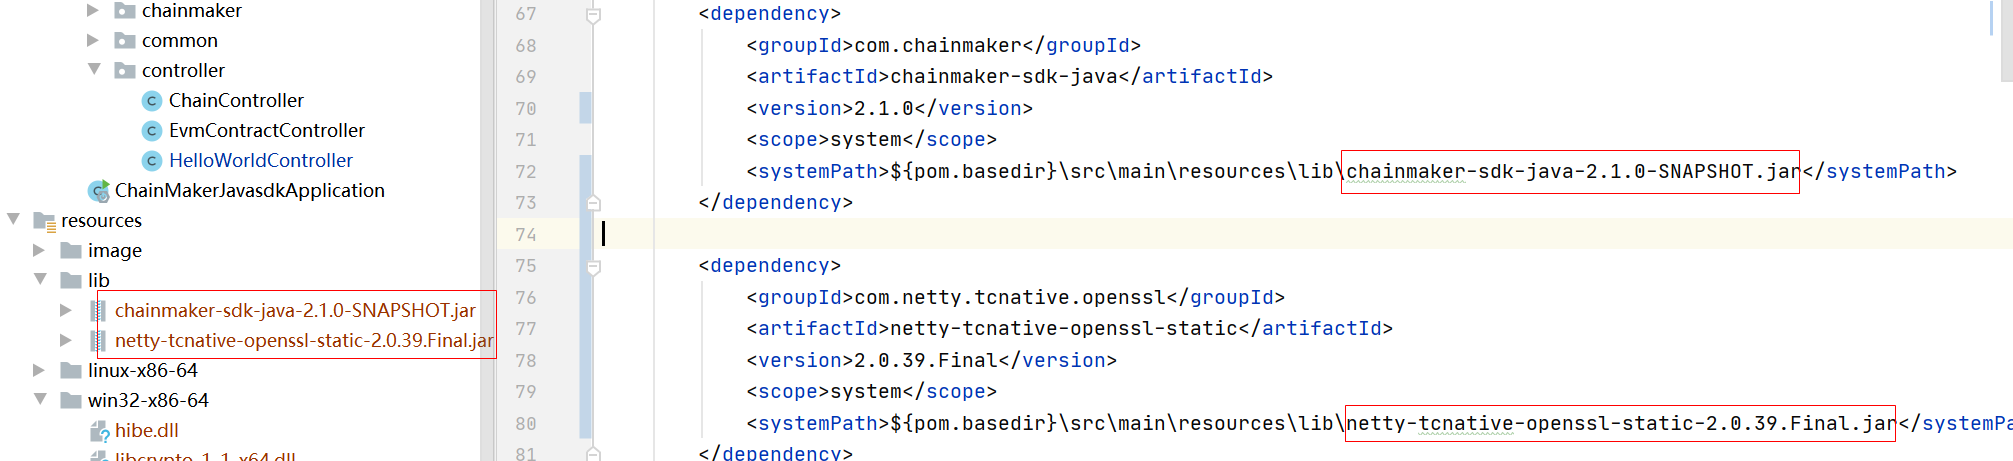 chainmaker
common
controller
ChainController
EvmContractController
HelloWorldController
ChainMakerJavasdkApplication
resources
image
lib
chainmaker-sdk-java-2.1.0-SNAPSHOT.jar
netty-tcnative-openssl-static-2.0.39.Final.jar
linux-x86-64
win32-x86-64
hibe.dll
libcrypto-1_1-x64.dll
67 <dependency>
68 <groupId>com.chainmaker</groupId>
69 <artifactId>chainmaker-sdk-java</artifactId>
70 <version>2.1.0</version>
71 <scope>system</scope>
72 <systemPath>${pom.basedir}\src\main\resources\lib\chainmaker-sdk-java-2.1.0-SNAPSHOT.jar</systemPath>
73 </dependency>
74
75 <dependency>
76 <groupId>com.netty.tcnative.openssl</groupId>
77 <artifactId>netty-tcnative-openssl-static</artifactId>
78 <version>2.0.39.Final</version>
79 <scope>system</scope>
80 <systemPath>${pom.basedir}\src\main\resources\lib\netty-tcnative-openssl-static-2.0.39.Final.jar</systemPa
81 </dependency>